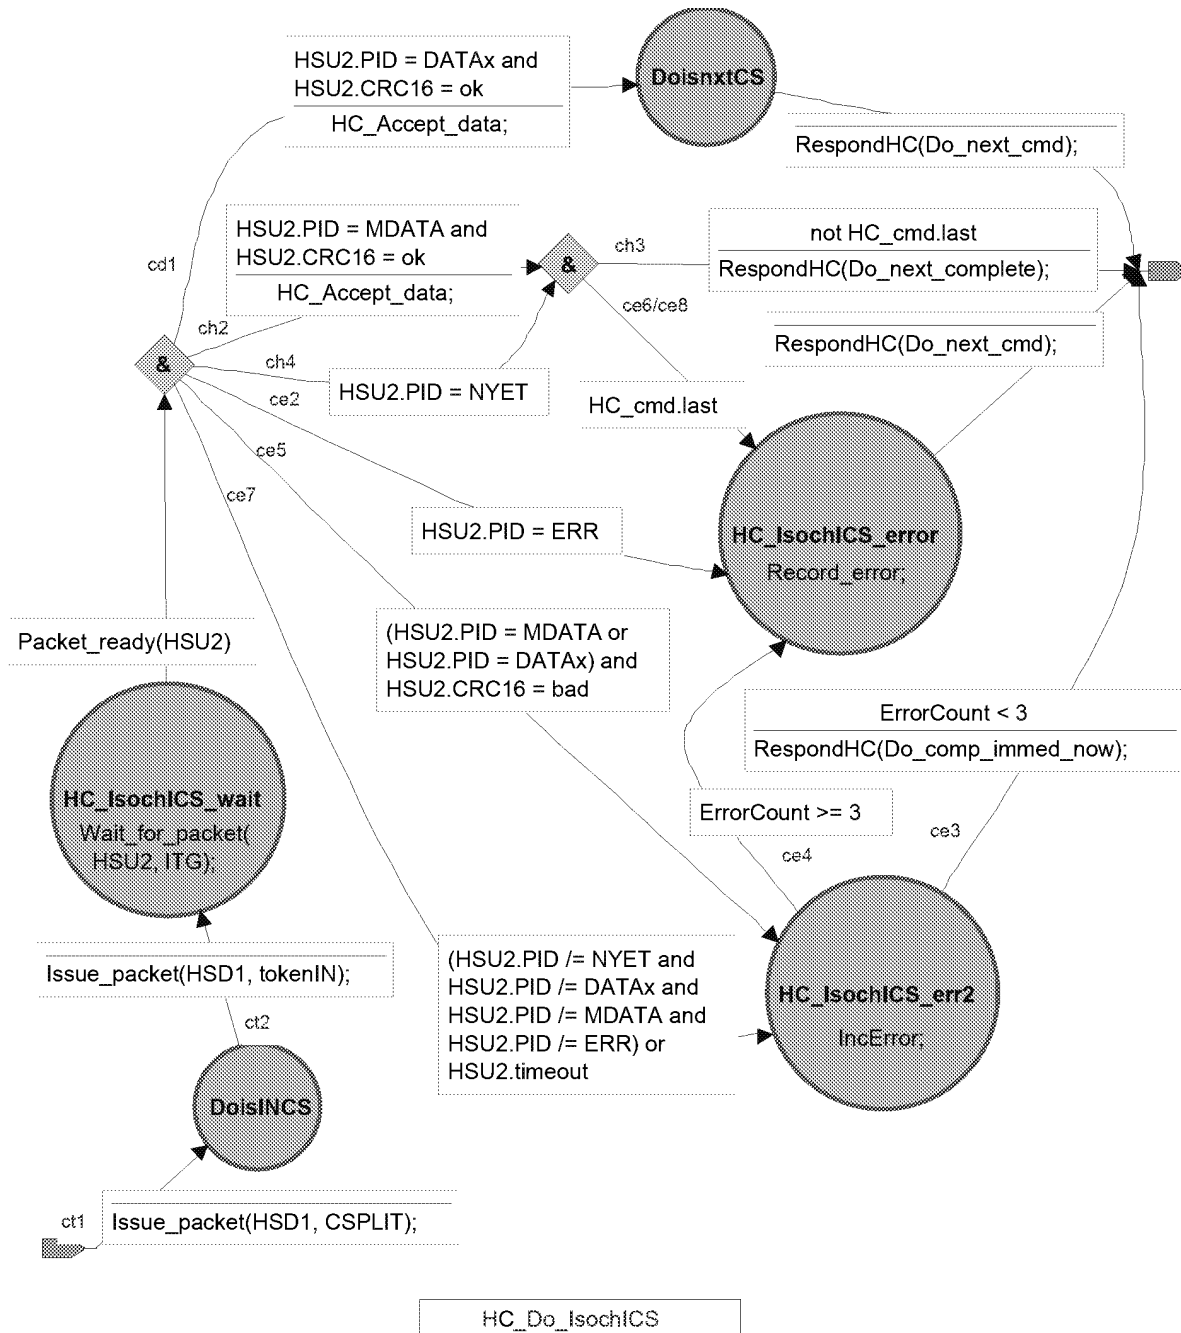 HSU2.PID = DATAx and
HSU2.CRC16 = ok
HC_Accept_data;
DoisnxtCS
RespondHC(Do_next_cmd);
cd1
HSU2.PID = MDATA and
HSU2.CRC16 = ok
HC_Accept_data;
&
ch3
not HC_cmd.last
RespondHC(Do_next_complete);
ch2
ce6/ce8
RespondHC(Do_next_cmd);
&
ch4
HSU2.PID = NYET
ce2
HC_cmd.last
ce5
ce7
HSU2.PID = ERR
HC_IsochICS_error
Record_error;
Packet_ready(HSU2)
(HSU2.PID = MDATA or
HSU2.PID = DATAx) and
HSU2.CRC16 = bad
ErrorCount < 3
RespondHC(Do_comp_immed_now);
HC_IsochICS_wait
Wait_for_packet(
HSU2, ITG);
ErrorCount >= 3
ce3
ce4
Issue_packet(HSD1, tokenIN);
(HSU2.PID /= NYET and
HSU2.PID /= DATAx and
HSU2.PID /= MDATA and
HSU2.PID /= ERR) or
HSU2.timeout
HC_IsochICS_err2
IncError;
ct2
DoisINCS
ct1
Issue_packet(HSD1, CSPLIT);
HC_Do_IsochICS